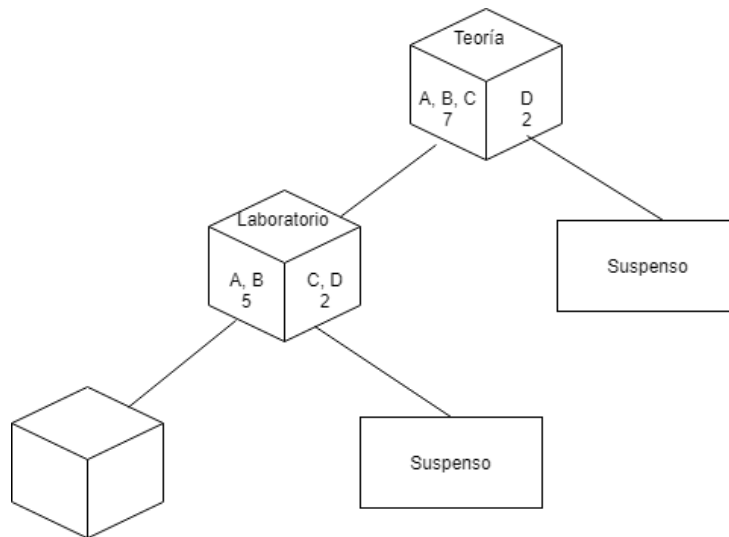 Teoría
A, B, C
7
D
2
Laboratorio
A, B
5
C, D
2
Suspenso
Suspenso